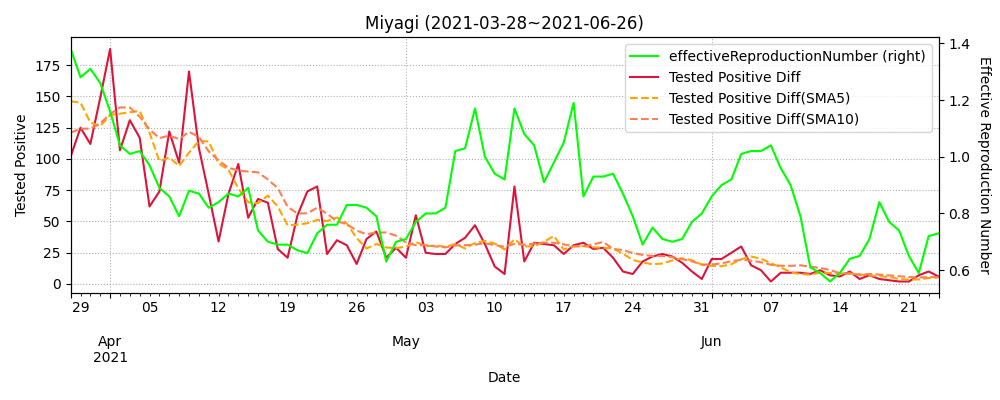 Miyagi (2021-03-28~2021-06-26)
effectiveReproductionNumber (right)
Tested Positive Diff
Tested Positive Diff(SMA5)
Tested Positive Diff(SMA10)
Tested Positive
175
150
125
100
75
50
25
0
1.4
1.2
1.0
0.8
0.6
Effective Reproduction Number
29 05 12 19 26 03 10 17 24 31 07 14 21
Apr May Jun
2021
Date